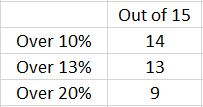 Out of 15
Over 10% 14
Over 13% 13
Over 20% 9